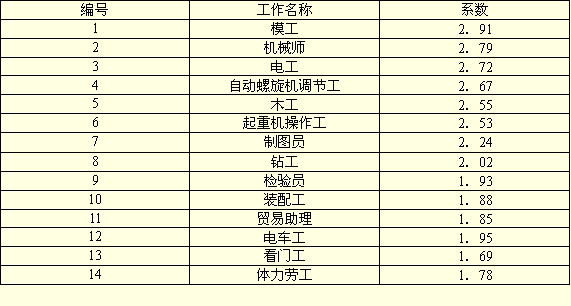 编号 工作名称 系数
1 模工 2．91
2 机械师 2．79
3 电工 2．72
4 自动螺旋机调节工 2．67
5 木工 2．55
6 起重机操作工 2．53
7 制图员 2．24
8 钻工 2．02
9 检验员 1．93
10 装配工 1．88
11 贸易助理 1．85
12 电车工 1．95
13 看门工 1．69
14 体力劳工 1．78